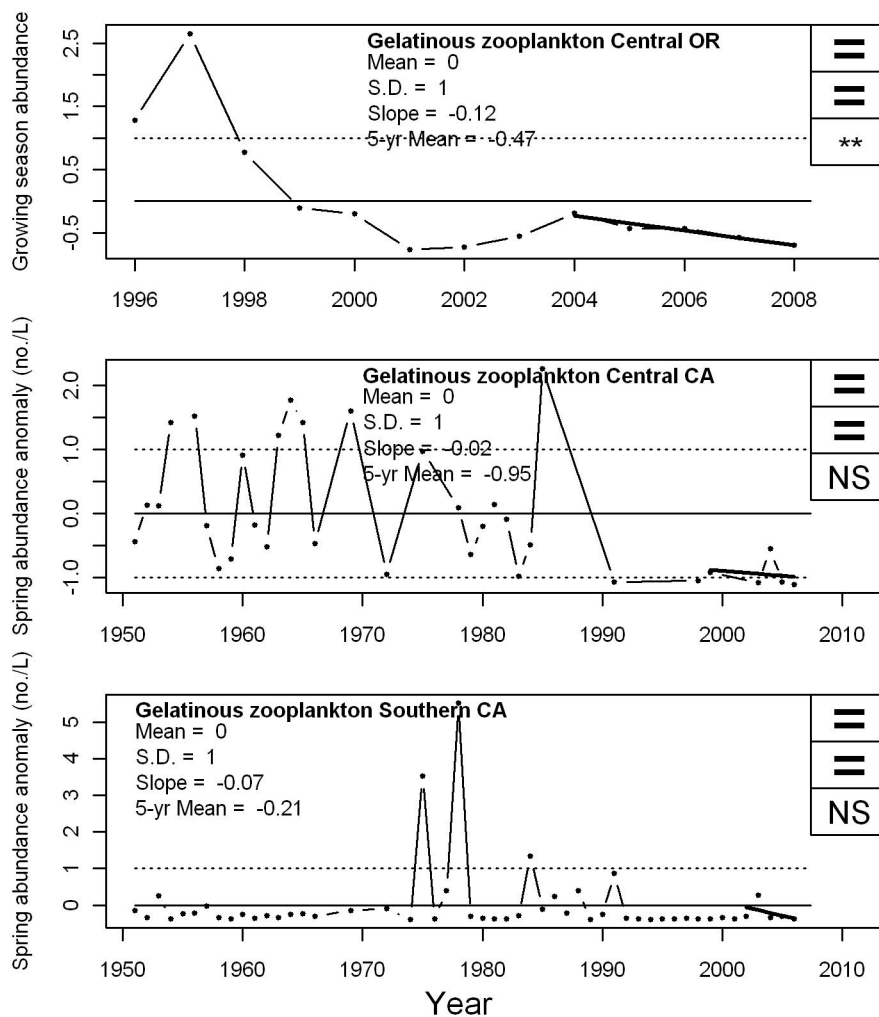 Growing season abundance
2.5
1.5
0.5
-0.5
Gelatinous zooplankton Central OR
Mean = 0
S.D. = 1
Slope = -0.12
5-yr Mean = -0.47
=
=
**
1996 1998 2000 2002 2004 2006 2008
Spring abundance anomaly (no./L)
2.0
1.0
0.0
-1.0
Gelatinous zooplankton Central CA
Mean = 0
S.D. = 1
Slope = -0.02
5-yr Mean = -0.95
=
=
NS
1950 1960 1970 1980 1990 2000 2010
Spring abundance anomaly (no./L)
5
4
3
2
1
0
Gelatinous zooplankton Southern CA
Mean = 0
S.D. = 1
Slope = -0.07
5-yr Mean = -0.21
=
=
NS
1950 1960 1970 1980 1990 2000 2010
Year